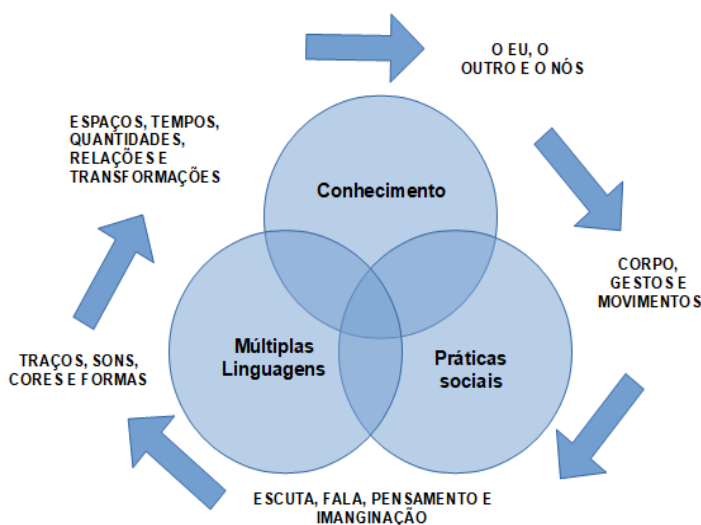 O EU, O
OUTRO E O NÓS
ESPAÇOS, TEMPOS,
QUANTIDADES,
RELAÇÕES E
TRANSFORMAÇÕES
Conhecimento
CORPO,
GESTOS E
MOVIMENTOS
Múltiplas
Linguagens
Práticas
sociais
TRAÇOS, SONS,
CORES E FORMAS
ESCUTA, FALA, PENSAMENTO E
IMANGINAÇÃO